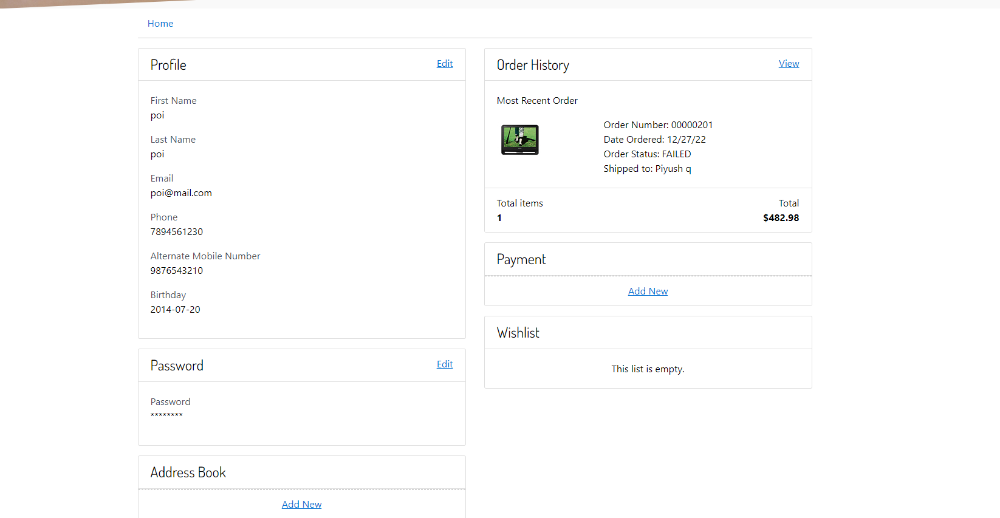 Home
Profile
Edit
First Name
poi
Last Name
poi
Email
poi@mail.com
Phone
7894561230
Alternate Mobile Number
9876543210
Birthday
2014-07-20
Password
Edit
Password
********
Address Book
Add New
Order History
View
Most Recent Order
Order Number: 00000201
Date Ordered: 12/27/22
Order Status: FAILED
Shipped to: Piyush q
Total items
Total
1
$482.98
Payment
Add New
Wishlist
This list is empty.